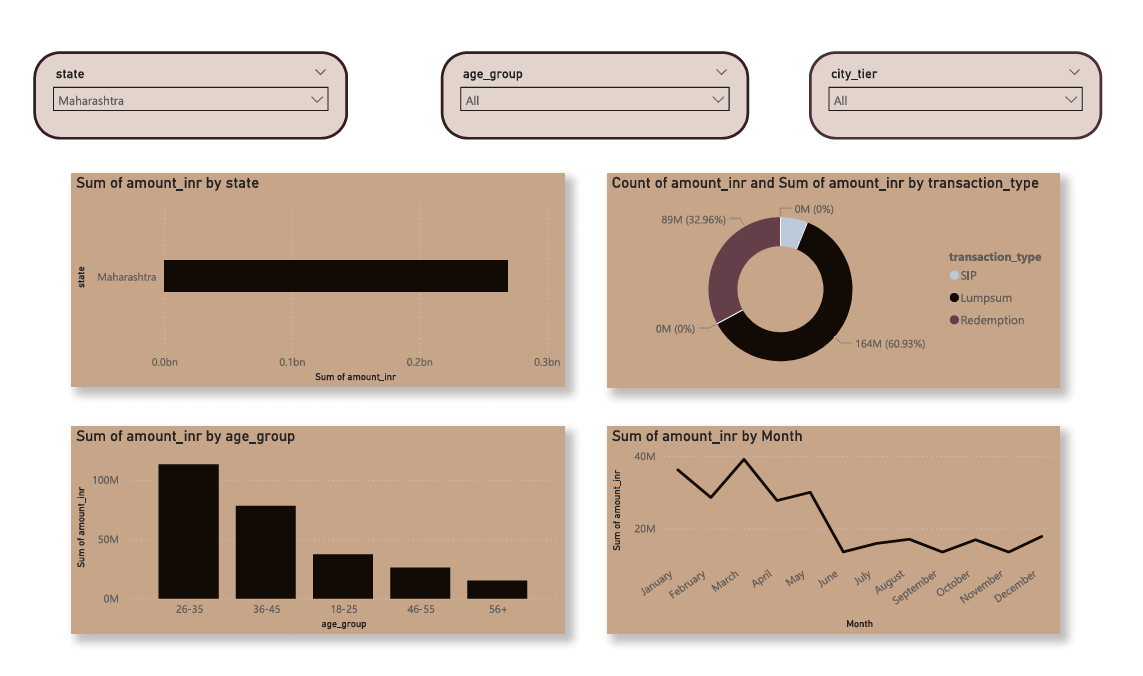 state
Maharashtra
age_group
All
city_tier
All
Sum of amount_inr by state
state
Maharashtra
0.0bn
0.1bn
0.2bn
0.3bn
Sum of amount_inr
Count of amount_inr and Sum of amount_inr by transaction_type
0M (0%)
89M (32.96%)
0M (0%)
164M (60.93%)
transaction_type
SIP
Lumpsum
Redemption
Sum of amount_inr by age_group
Sum of amount_inr
100M
50M
0M
26-35
36-45
18-25
46-55
56+
age_group
Sum of amount_inr by Month
Sum of amount_inr
40M
20M
January
February
March
April
May
June
July
August
September
October
November
December
Month